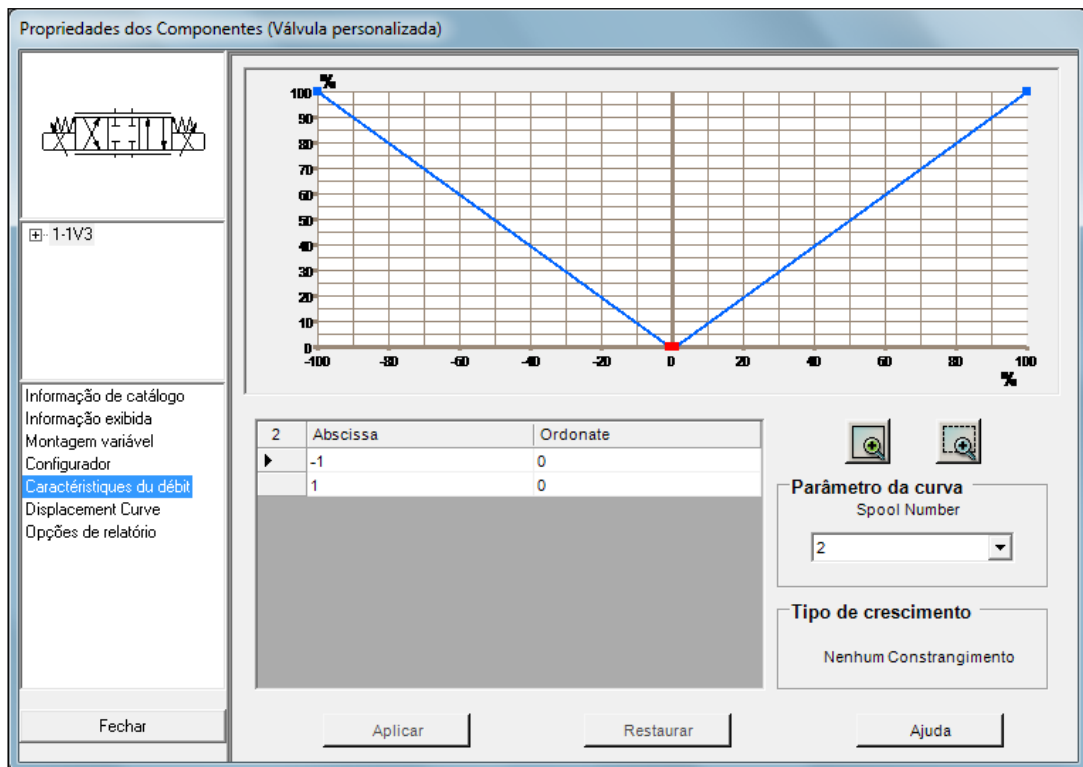 Propriedades dos Componentes (Válvula personalizada)
1-1V3
Informação de catálogo
Informação exibida
Montagem variável
Configurador
Caractéristiques du débit
Displacement Curve
Opções de relatório
Fechar
%
100
90
80
70
60
50
40
30
20
10
0
-100 -80 -60 -40 -20 0 20 40 60 80 100
%
2 Abscissa Ordonate
-1 0
1 0
Parâmetro da curva
Spool Number
2
Tipo de crescimento
Nenhum Constrangimento
Aplicar Restaurar Ajuda